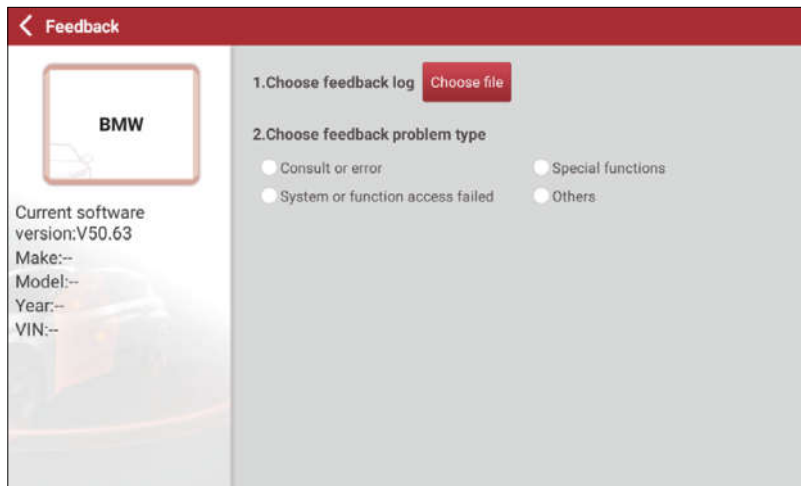 Feedback
BMW
Current software
version:V50.63
Make:--
Model:--
Year:--
VIN:--
1.Choose feedback log Choose file
2.Choose feedback problem type
Consult or error Special functions
System or function access failed Others